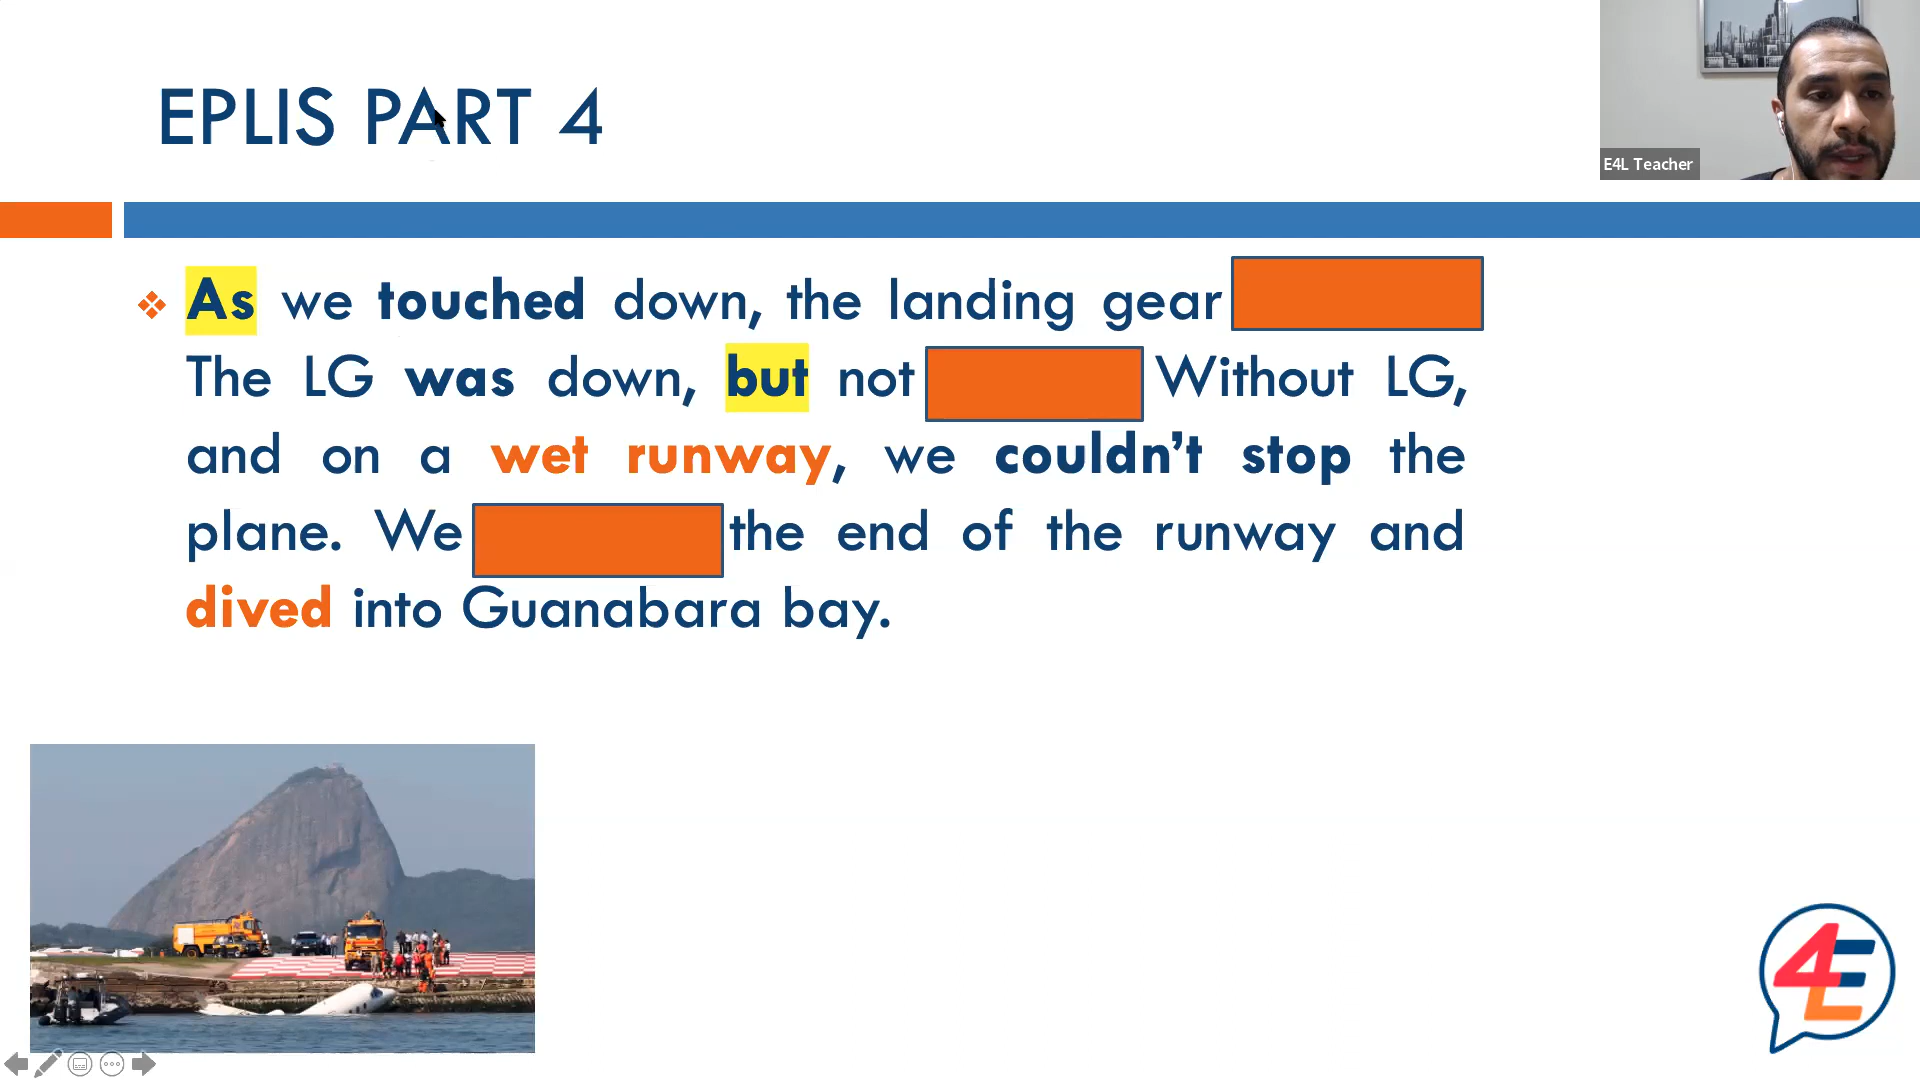 EPLIS PART 4
E4L Teacher
As we touched down, the landing gear
The LG was down, but not Without LG,
and on a wet runway, we couldn’t stop the
plane. We the end of the runway and
dived into Guanabara bay.
4E